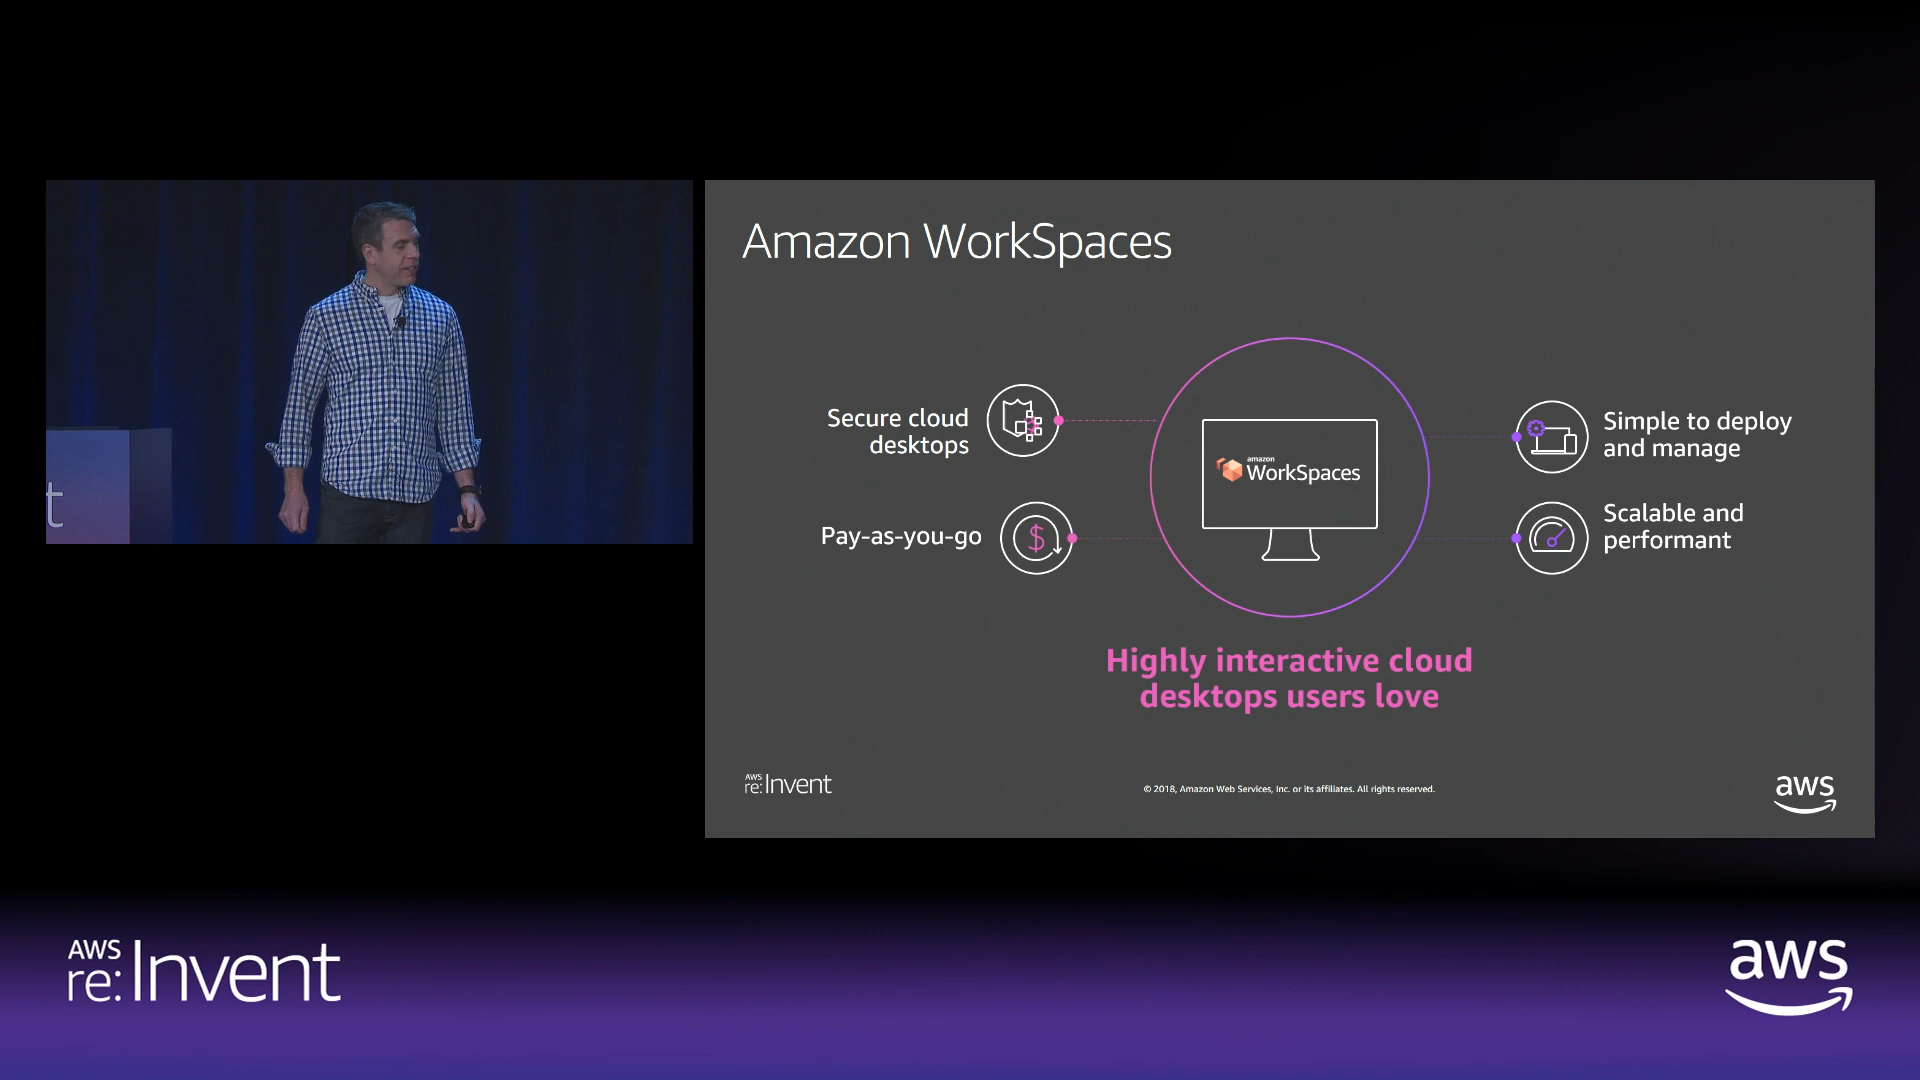 t
Amazon WorkSpaces
Secure cloud
desktops
Pay-as-you-go
amazon
WorkSpaces
Simple to deploy
and manage
Scalable and
performant
Highly interactive cloud
desktops users love
AWS
re:Invent
© 2018, Amazon Web Services, Inc. or its affiliates. All rights reserved.
aws
AWS
re:Invent
aws